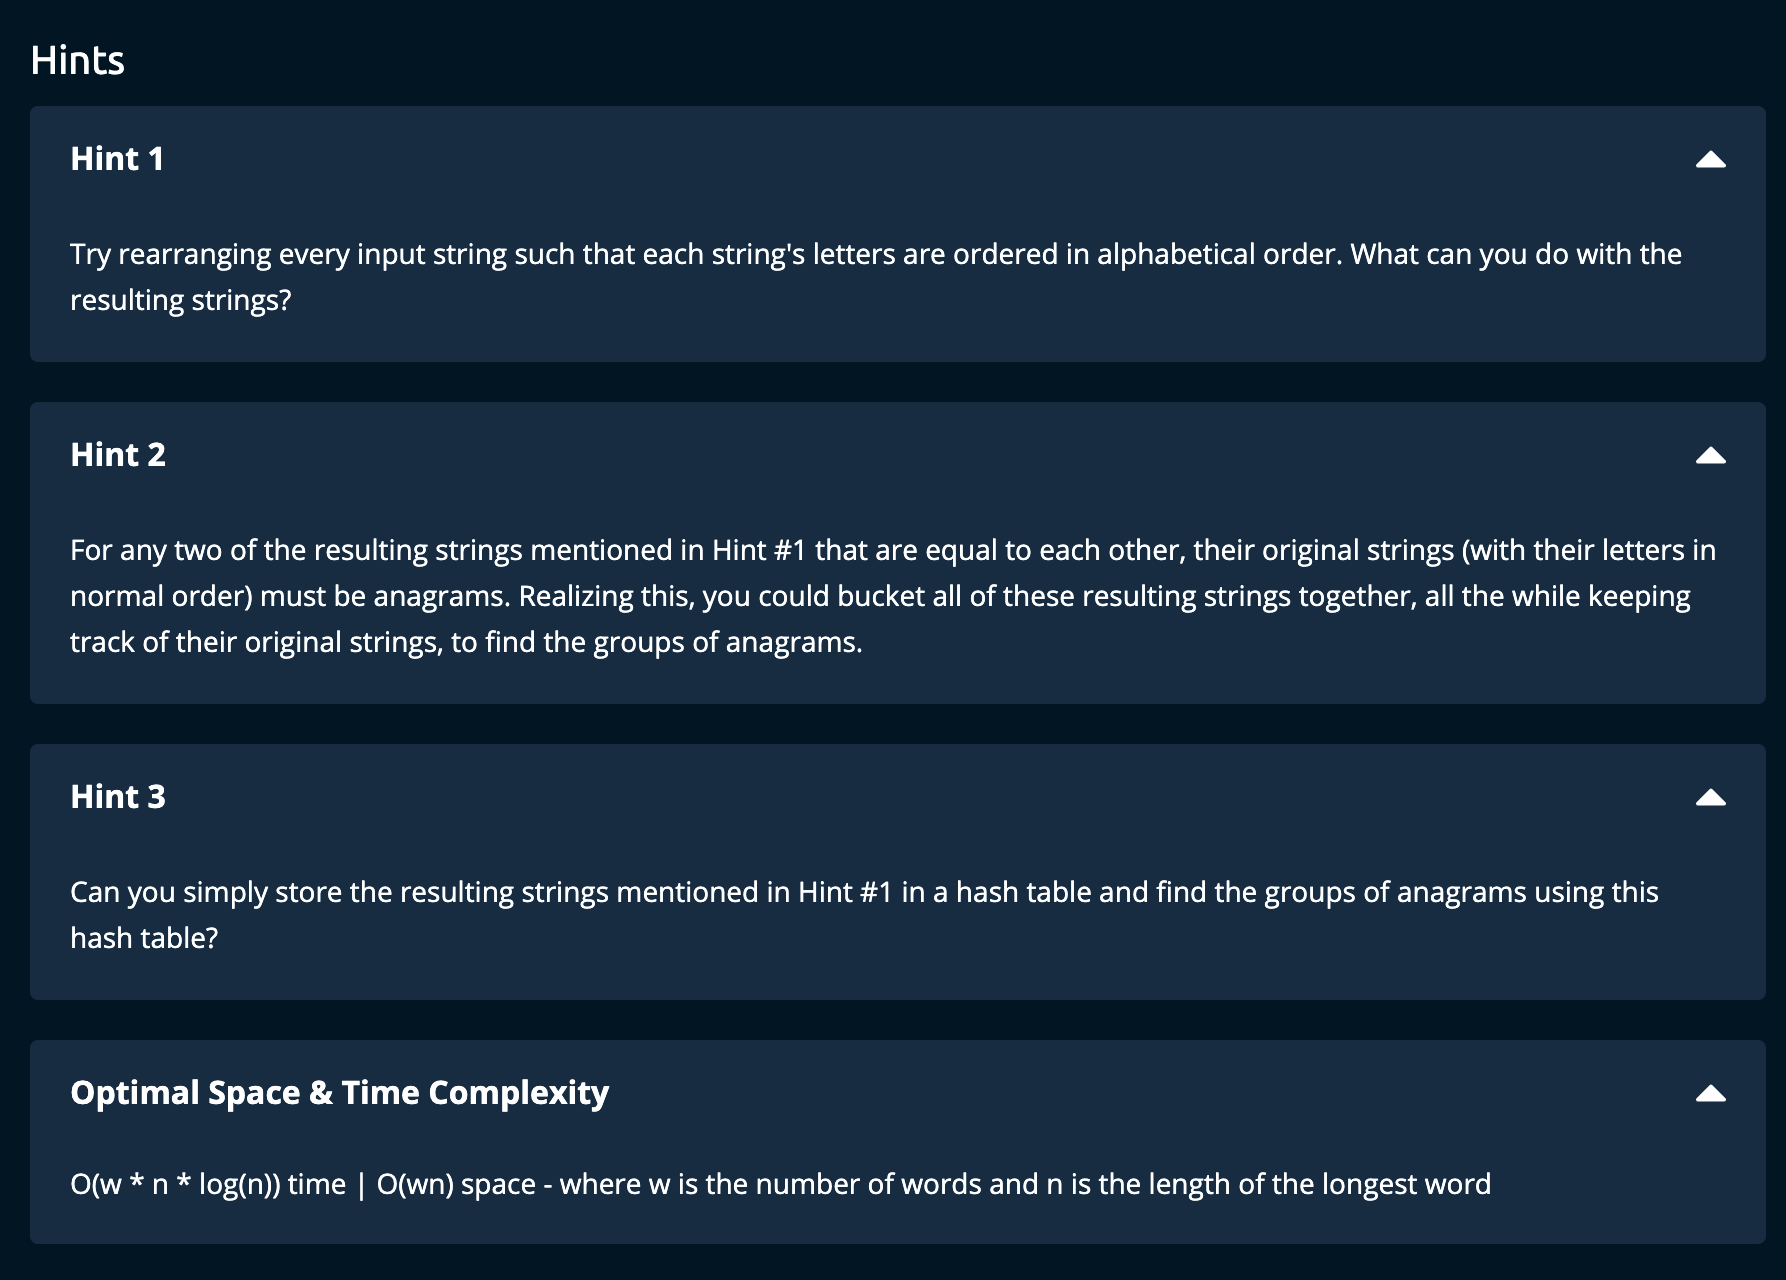 Hints
Hint 1
Try rearranging every input string such that each string's letters are ordered in alphabetical order. What can you do with the
resulting strings?
Hint 2
For any two of the resulting strings mentioned in Hint #1 that are equal to each other, their original strings (with their letters in
normal order) must be anagrams. Realizing this, you could bucket all of these resulting strings together, all the while keeping
track of their original strings, to find the groups of anagrams.
Hint 3
Can you simply store the resulting strings mentioned in Hint #1 in a hash table and find the groups of anagrams using this
hash table?
Optimal Space & Time Complexity
O(w * n * log(n)) time | O(wn) space - where w is the number of words and n is the length of the longest word